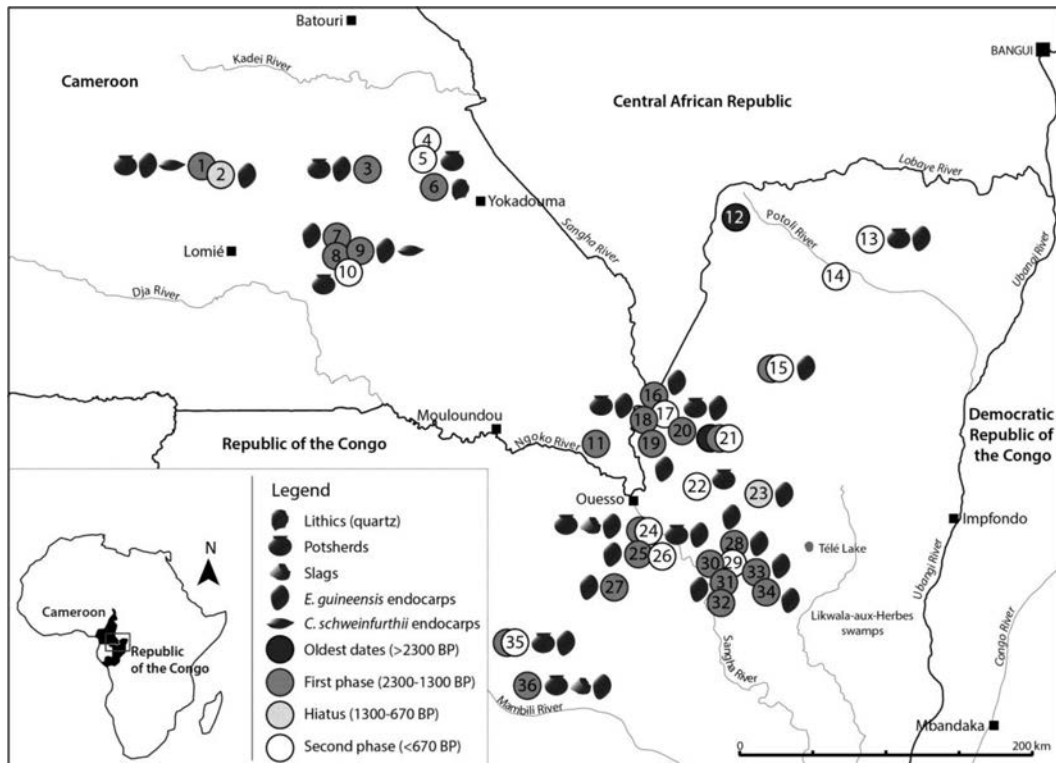 Batouri
BANGUI
Kadei River
Cameroon
Central African Republic
Lobaye River
4
5
1
2
3
6
Yokadouma
12
Potoli River
13
Sangha River
Ubangi River
7
8
9
10
Lomié
14
Dja River
15
16
17
18
19
20
21
11
Mouloundou
Ngoko River
Republic of the Congo
Democratic
Republic of
the Congo
22
23
Ouesso
Impfondo
24
25
26
28
29
30
31
32
33
34
27
Télé Lake
Likwala-aux-Herbes
swamps
Sangha River
Ubangi River
Congo River
35
36
Mambili River
Mbandaka
0
200 km
Legend
Lithics (quartz)
Potsherds
Slags
E. guineensis endocarps
C. schweinfurthii endocarps
Oldest dates (>2300 BP)
First phase (2300-1300 BP)
Hiatus (1300-670 BP)
Second phase (<670 BP)
N
Cameroon
Republic
of the Congo